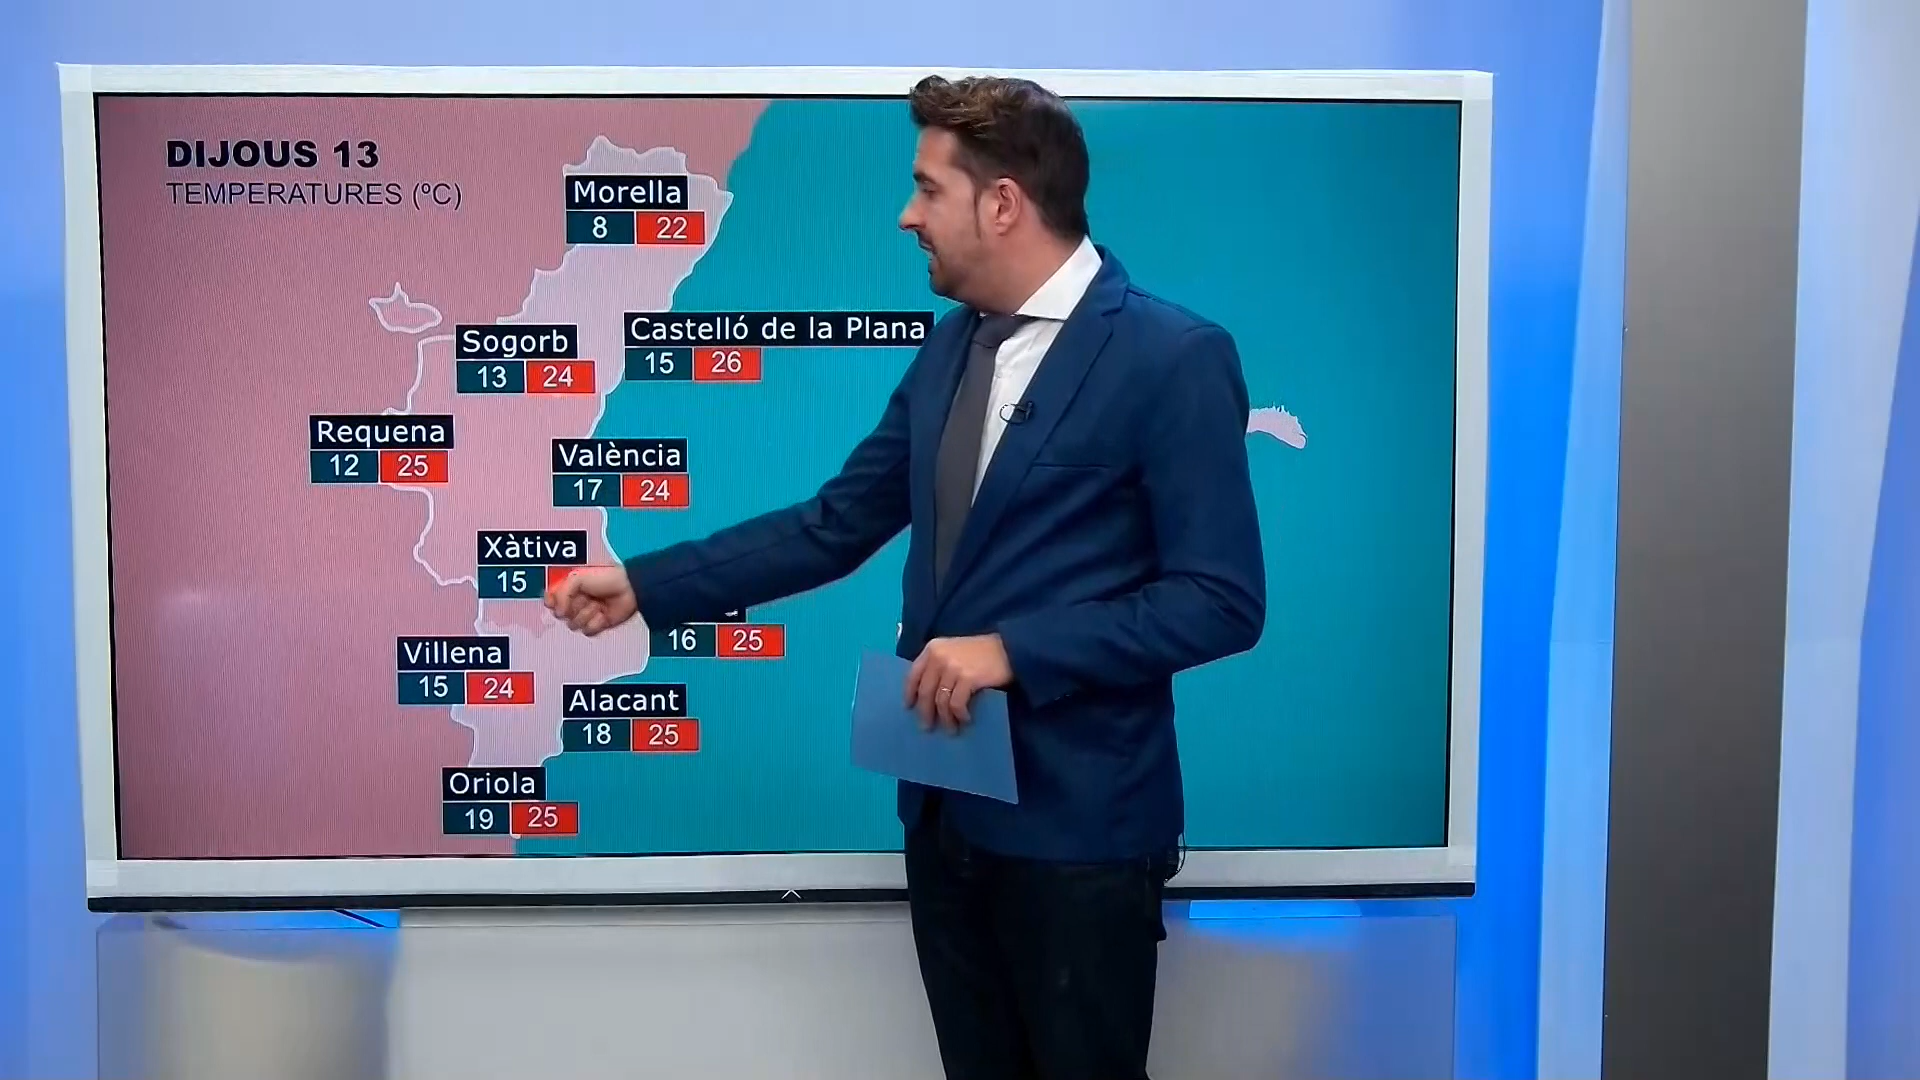 DIJOUS 13
TEMPERATURES (ºC)
Morella
8 22
Castelló de la Plana
15 26
Sogorb
13 24
Requena
12 25
València
17 24
Xàtiva
15
16 25
Villena
15 24
Alacant
18 25
Oriola
19 25